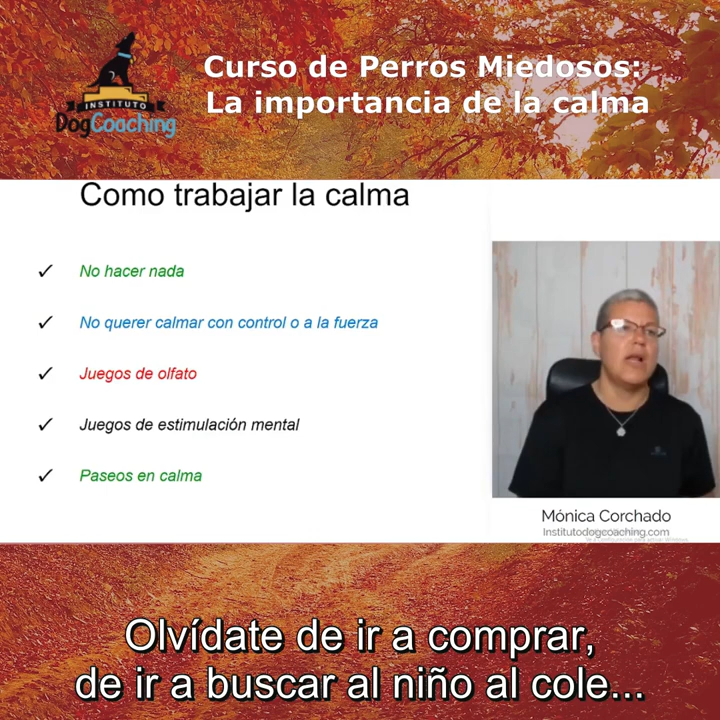 Curso de Perros Miedosos:
La importancia de la calma
INSTITUTO
DogCoaching
Como trabajar la calma
✓ No hacer nada
✓ No querer calmar con control o a la fuerza
✓ Juegos de olfato
✓ Juegos de estimulación mental
✓ Paseos en calma
Mónica Corchado
Institutodogcoaching.com
Olvídate de ir a comprar,
de ir a buscar al niño al cole...